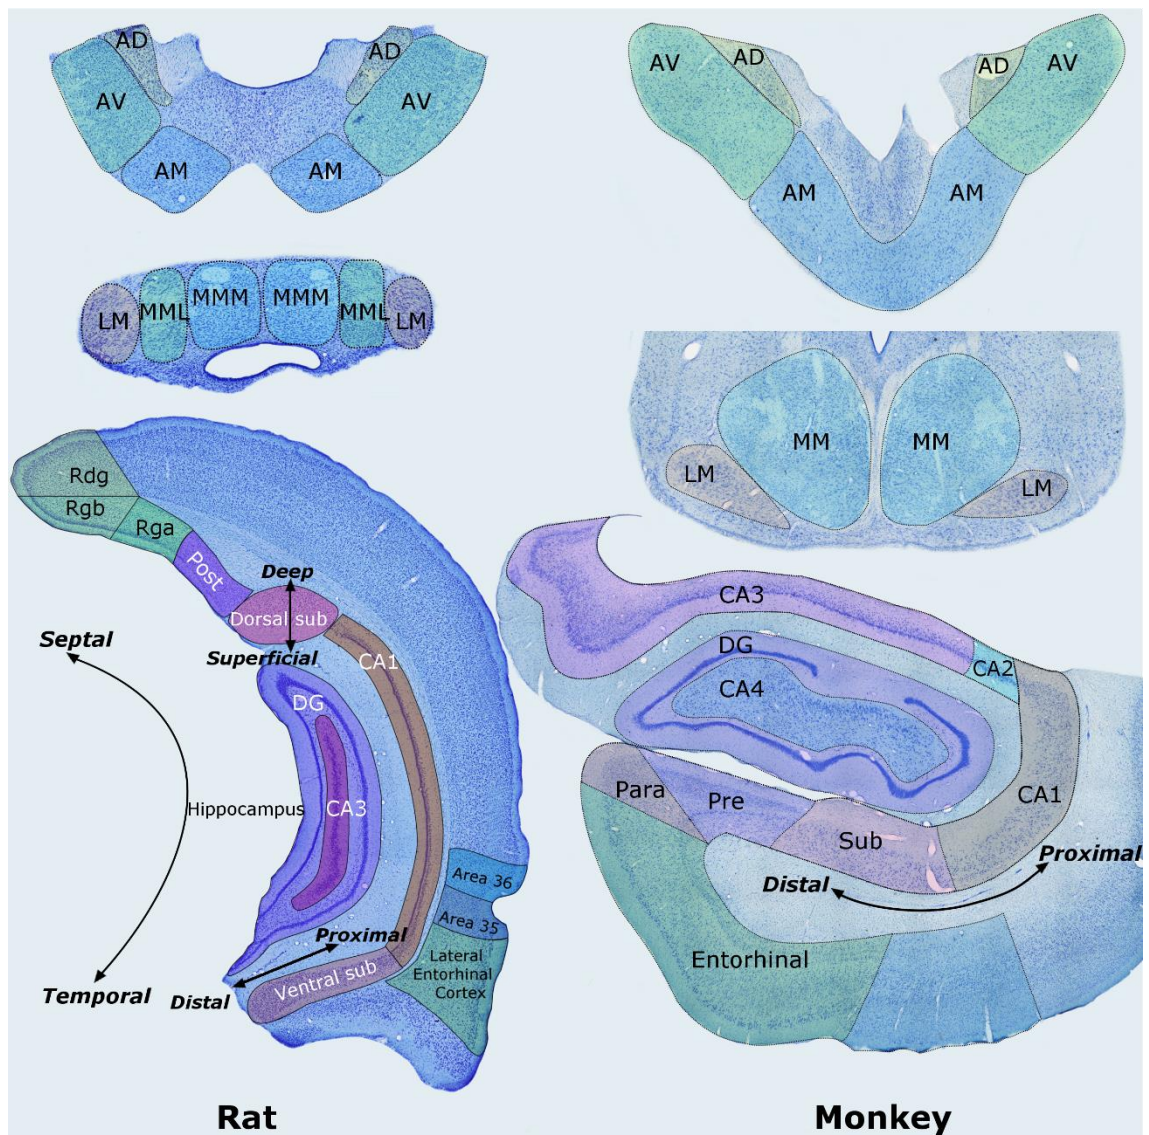 AD
AD
AV
AV
AM
AM
LM
MML
MMM
MMM
MML
LM
Rdg
Rgb
Rga
Post
Deep
Dorsal sub
Superficial
CA1
Septal
DG
Hippocampus
CA3
Area 36
Area 35
Proximal
Lateral
Entorhinal
Cortex
Ventral sub
Temporal
Distal
Rat
AV
AD
AD
AV
AM
AM
MM
MM
LM
LM
CA3
DG
CA2
CA4
Para
Pre
CA1
Sub
Proximal
Distal
Entorhinal
Monkey